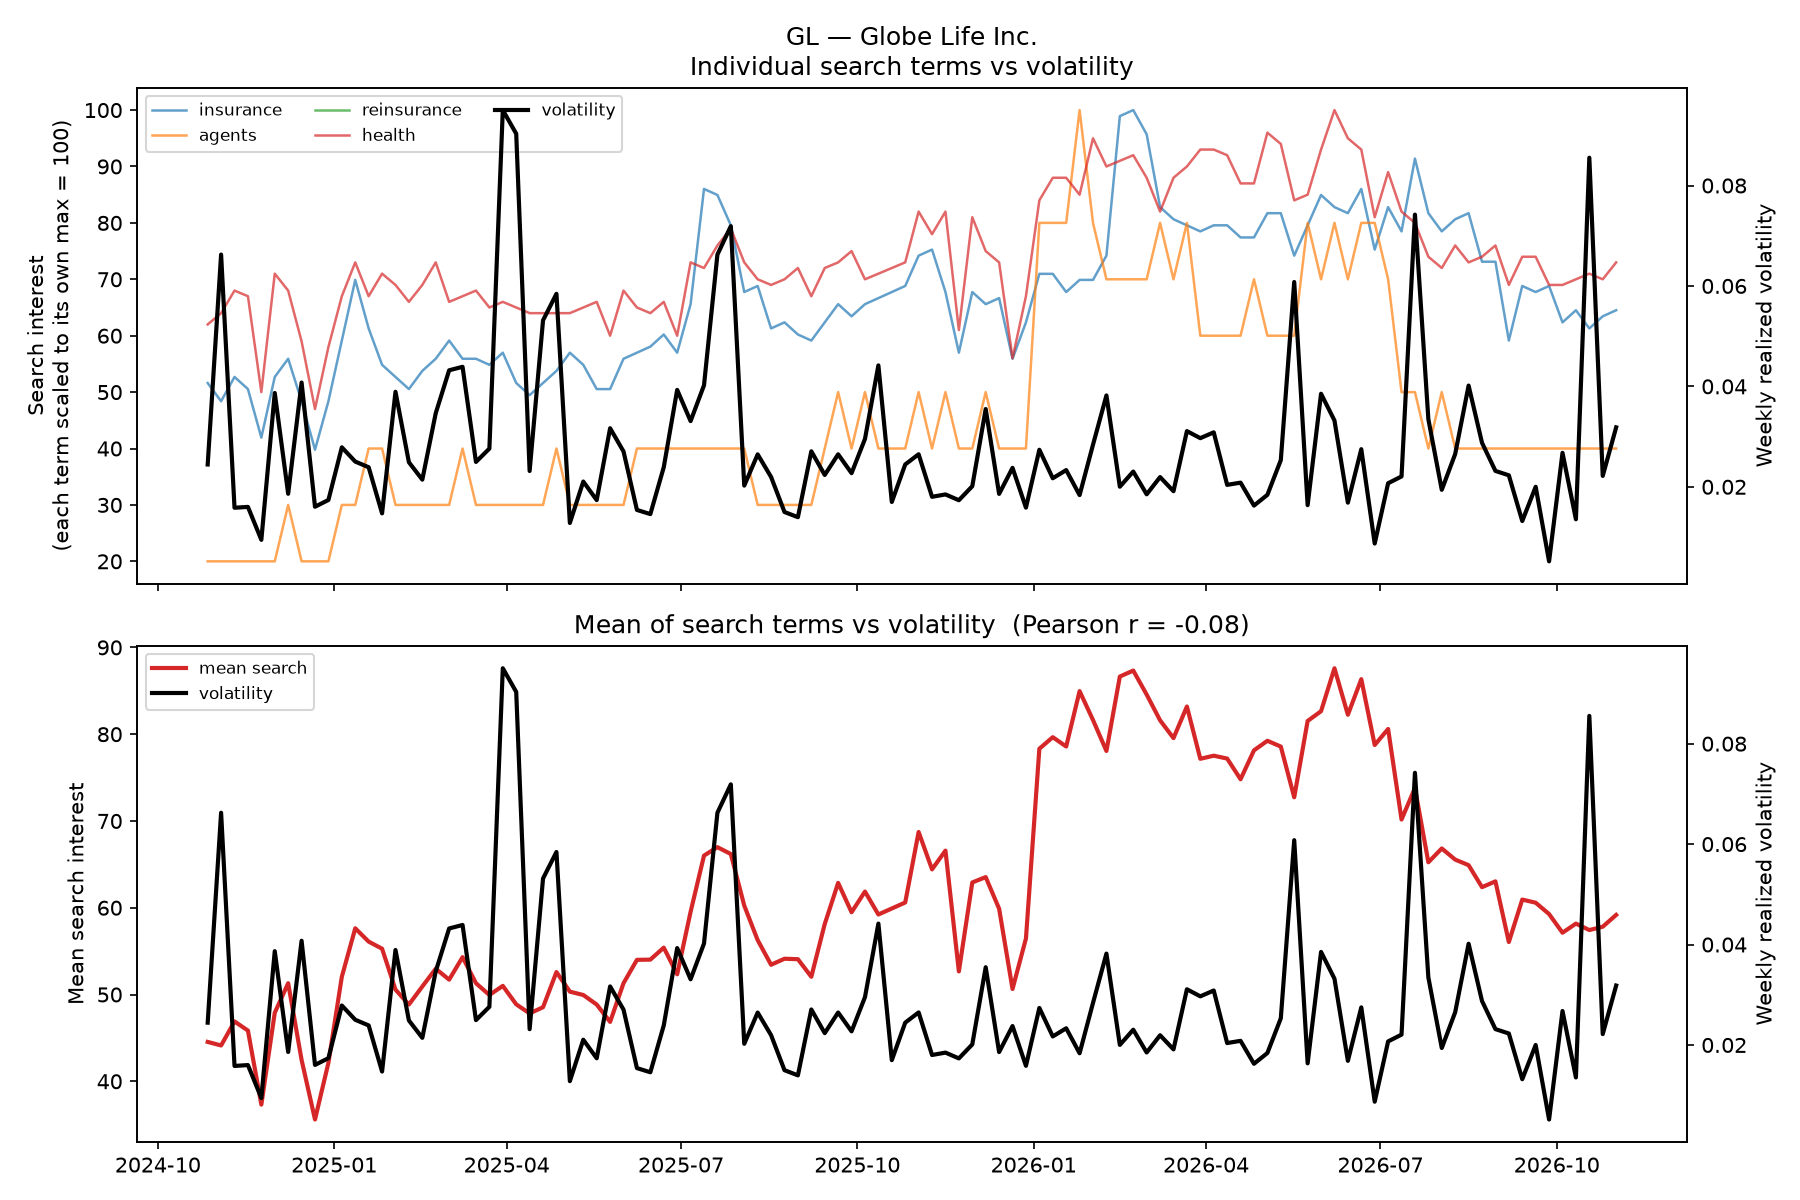 GL — Globe Life Inc.
Individual search terms vs volatility
insurance
agents
reinsurance
health
volatility
Search interest
(each term scaled to its own max = 100)
100
90
80
70
60
50
40
30
20
0.08
0.06
0.04
0.02
Weekly realized volatility
Mean of search terms vs volatility (Pearson r = -0.08)
mean search
volatility
Mean search interest
90
80
70
60
50
40
0.08
0.06
0.04
0.02
Weekly realized volatility
2024-10
2025-01
2025-04
2025-07
2025-10
2026-01
2026-04
2026-07
2026-10